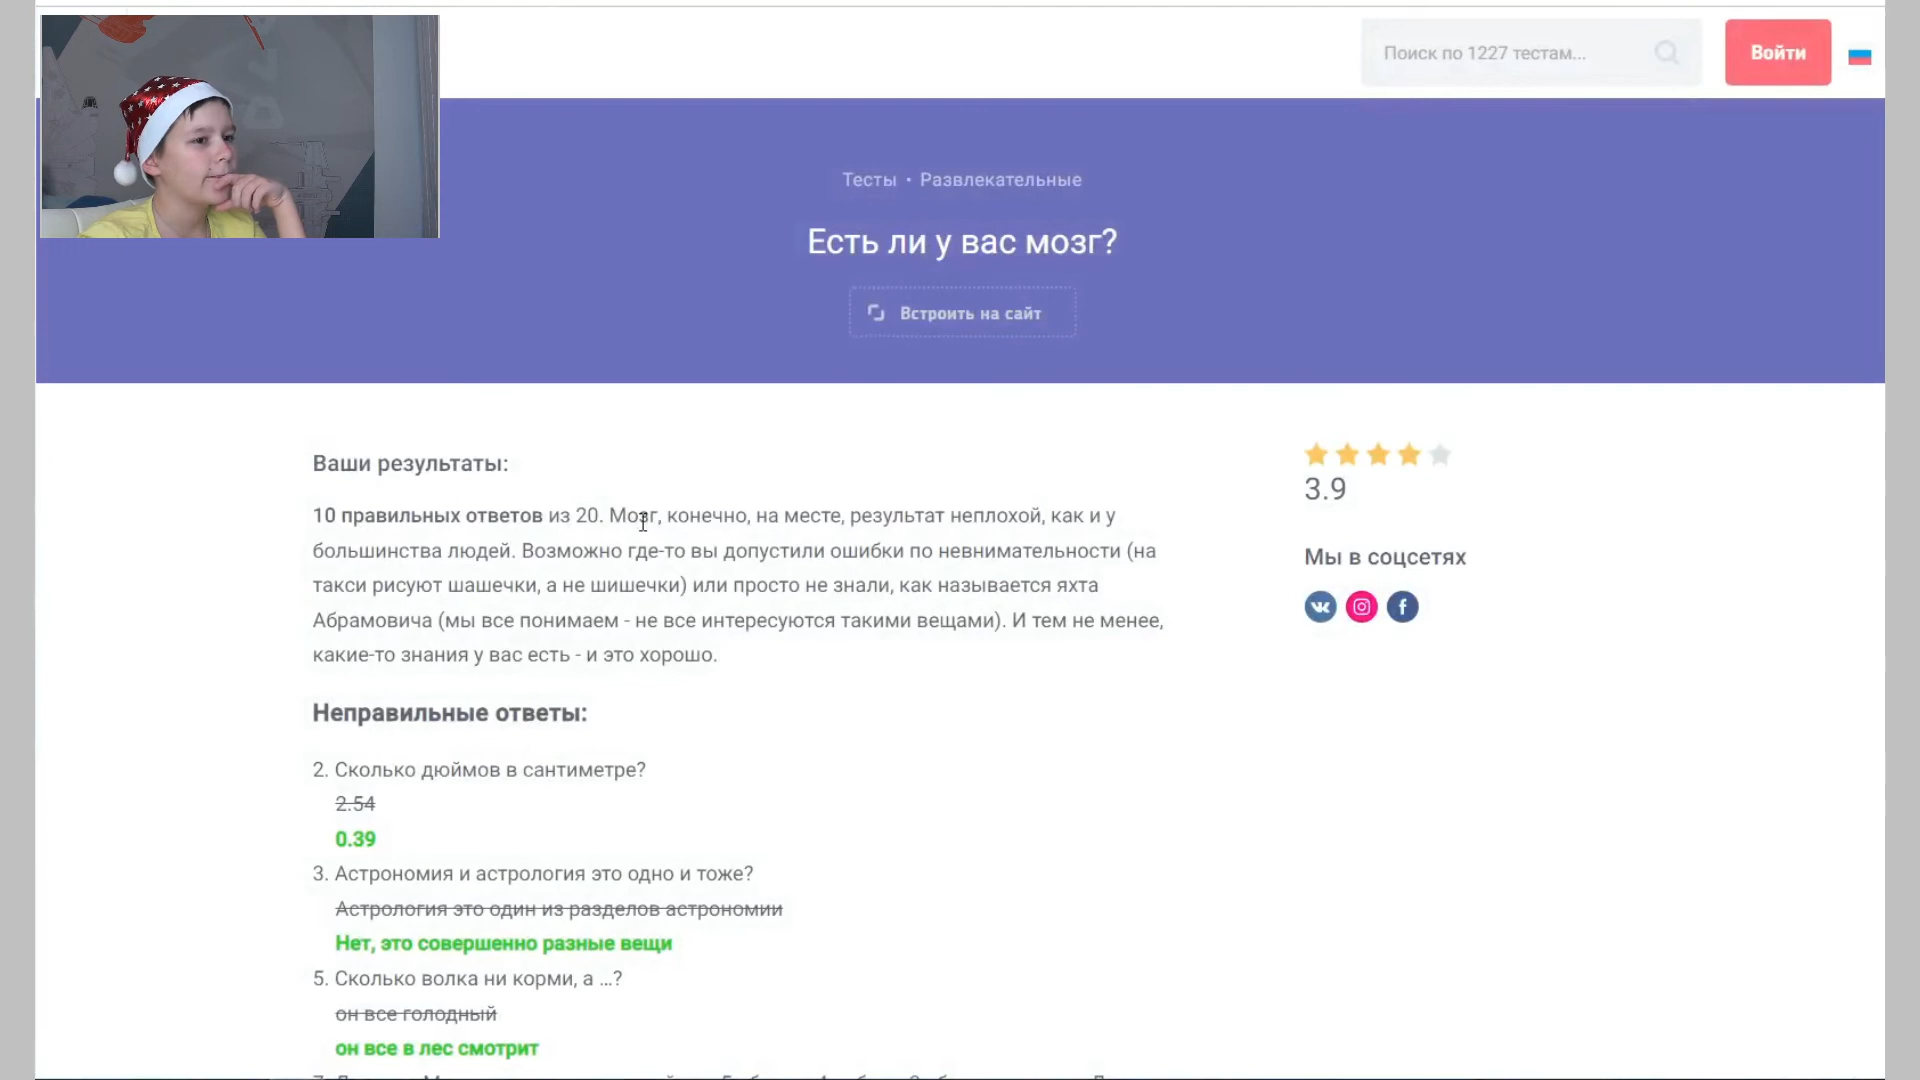 Поиск по 1227 тестам...
Войти
Тесты • Развлекательные
Есть ли у вас мозг?
Встроить на сайт
Ваши результаты:
10 правильных ответов из 20. Мозг, конечно, на месте, результат неплохой, как и у
большинства людей. Возможно где-то вы допустили ошибки по невнимательности (на
такси рисуют шашечки, а не шишечки) или просто не знали, как называется яхта
Абрамовича (мы все понимаем - не все интересуются такими вещами). И тем не менее,
какие-то знания у вас есть - и это хорошо.
3.9
Мы в соцсетях
Неправильные ответы:
2. Сколько дюймов в сантиметре?
2.54
0.39
3. Астрономия и астрология это одно и тоже?
Астрология это один из разделов астрономии
Нет, это совершенно разные вещи
5. Сколько волка ни корми, а ...?
он все голодный
он все в лес смотрит